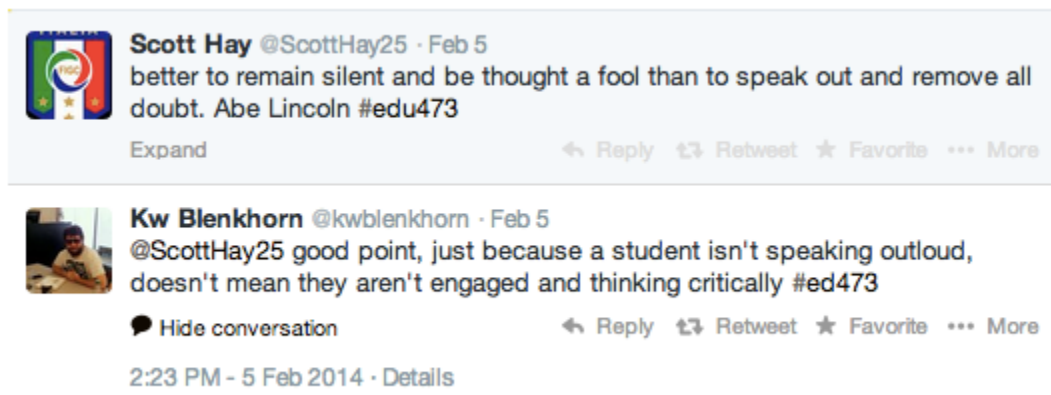 ITALIA
FIGC
Scott Hay @ScottHay25 · Feb 5
better to remain silent and be thought a fool than to speak out and remove all
doubt. Abe Lincoln #edu473
Expand
Reply Retweet Favorite More
Kw Blenkhorn @kwblenkhorn · Feb 5
@ScottHay25 good point, just because a student isn't speaking outloud,
doesn't mean they aren't engaged and thinking critically #ed473
Hide conversation
Reply Retweet Favorite More
2:23 PM - 5 Feb 2014 · Details